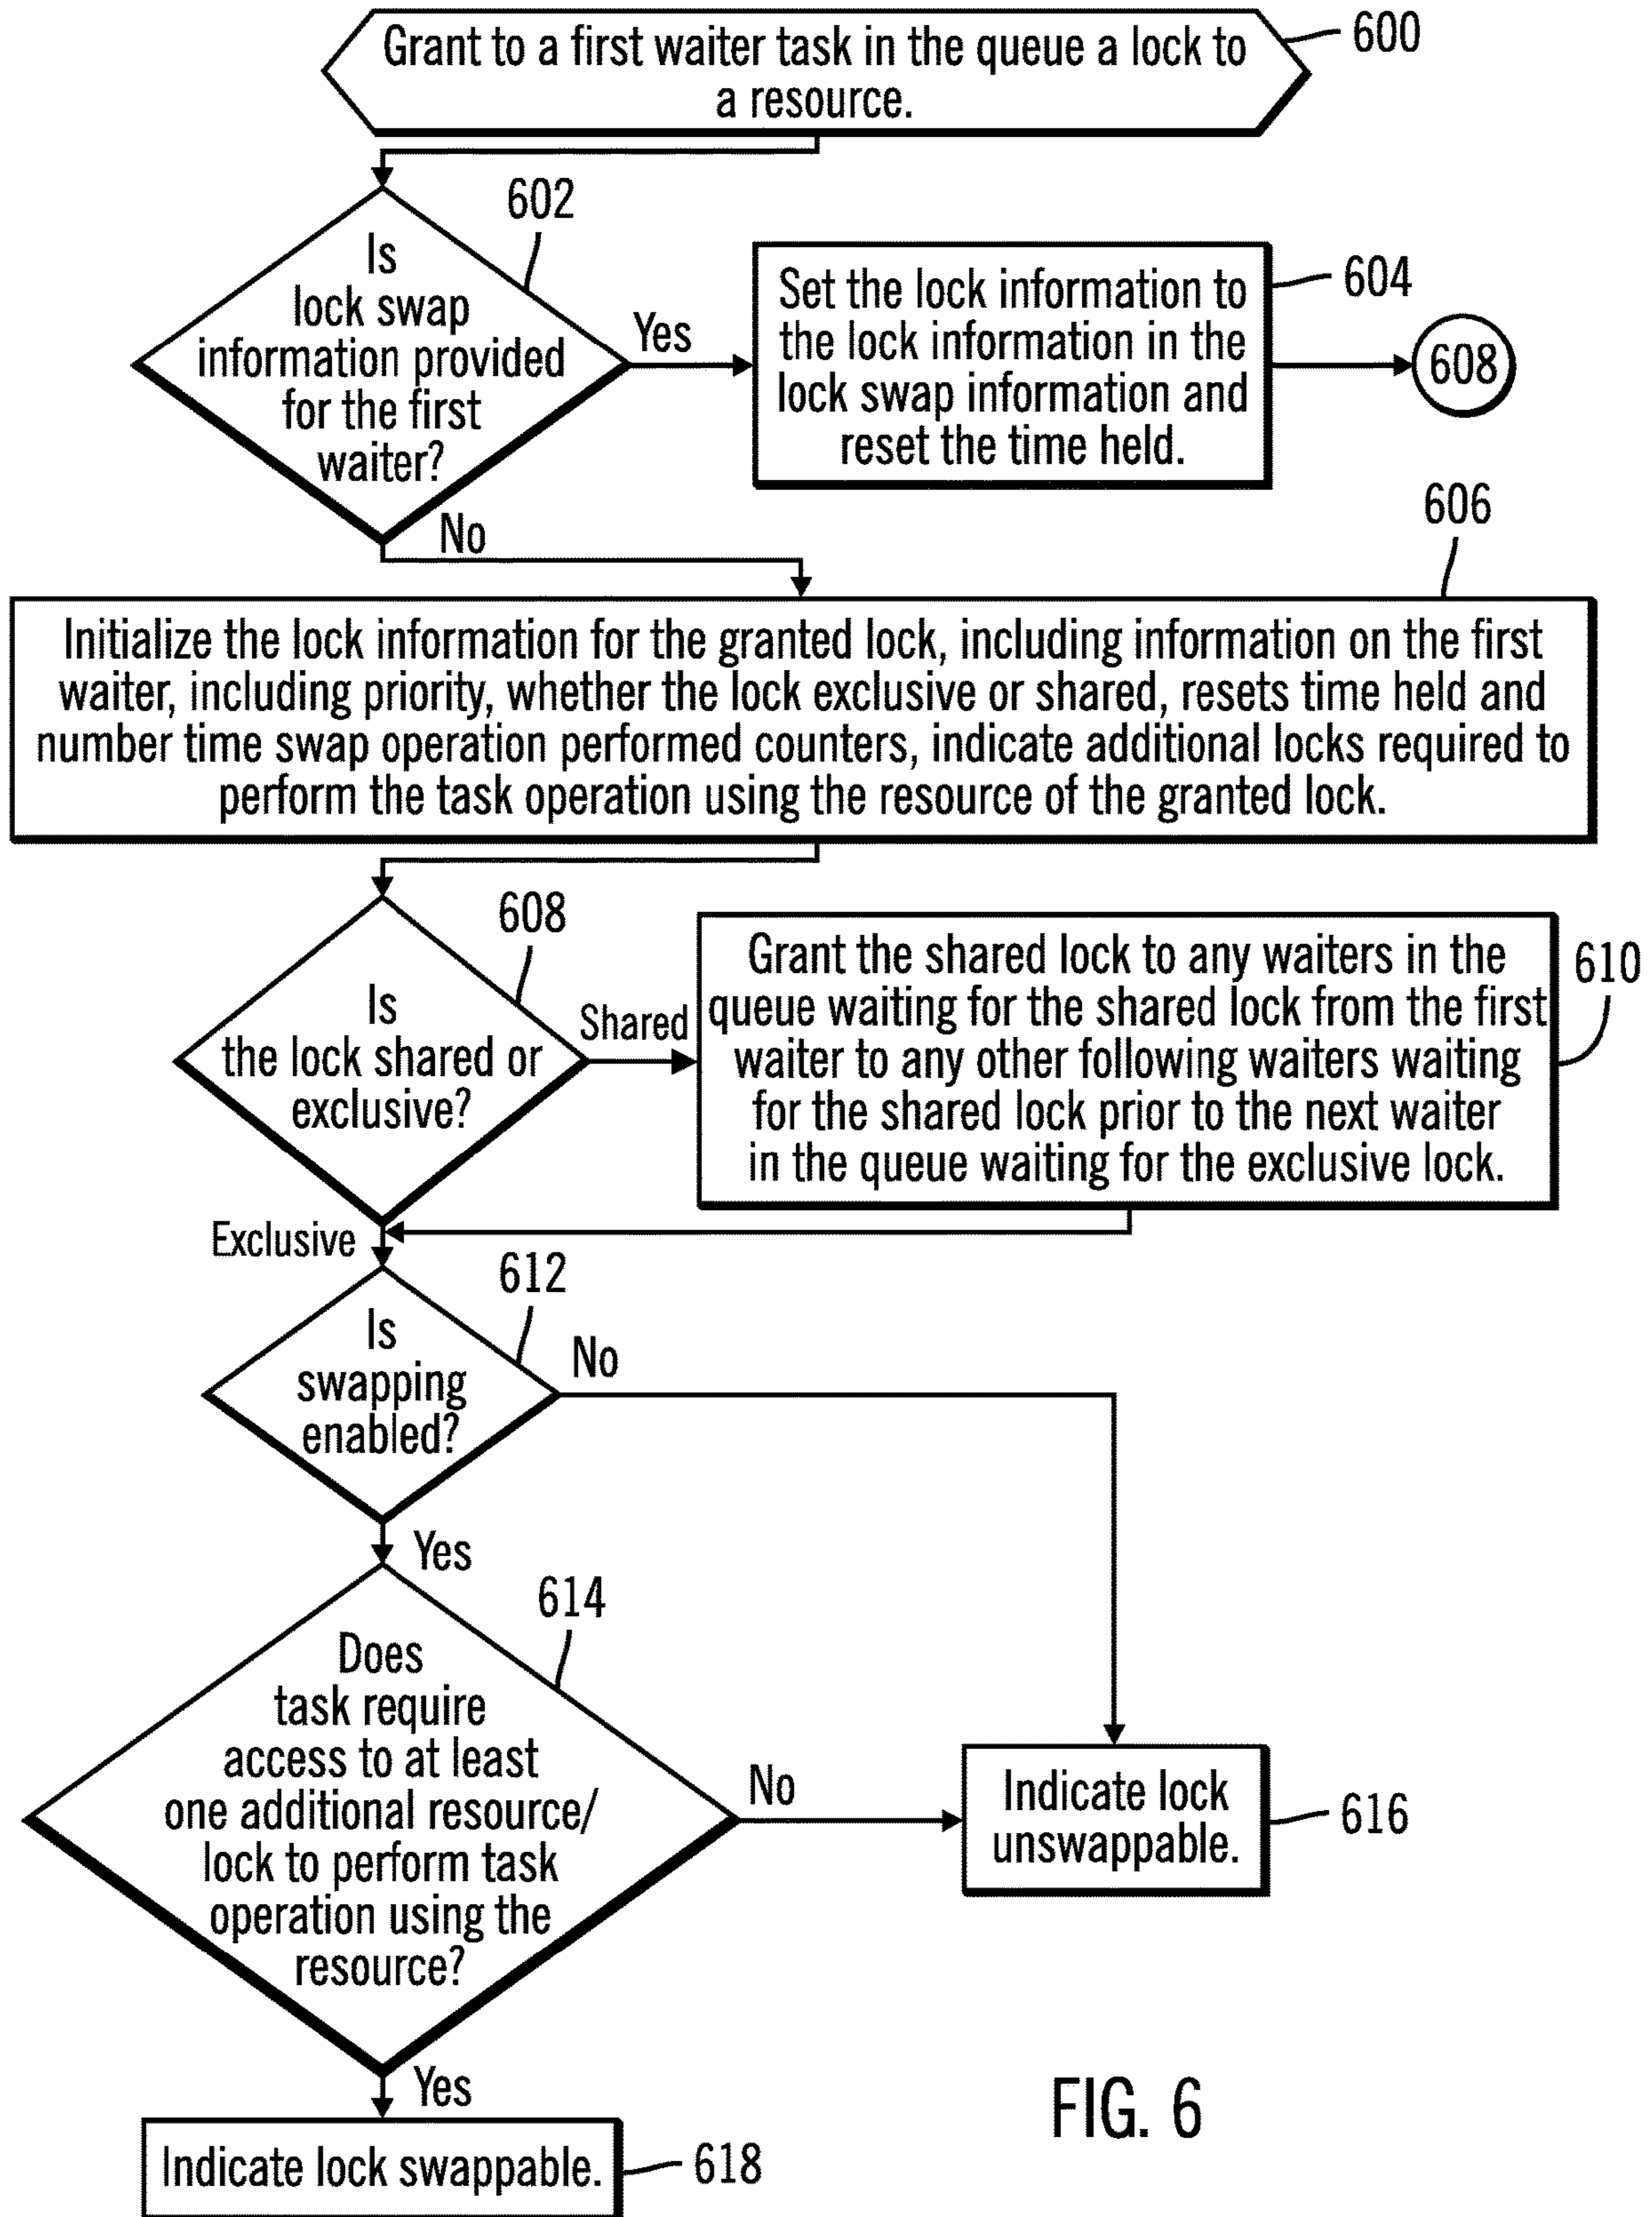 Grant to a first waiter task in the queue a lock to
a resource.
600
602
Is
lock swap
information provided
for the first
waiter?
Yes
Set the lock information to
the lock information in the
lock swap information and
reset the time held.
604
608
No
606
Initialize the lock information for the granted lock, including information on the first
waiter, including priority, whether the lock exclusive or shared, resets time held and
number time swap operation performed counters, indicate additional locks required to
perform the task operation using the resource of the granted lock.
608
Is
the lock shared or
exclusive?
Shared
Grant the shared lock to any waiters in the
queue waiting for the shared lock from the first
waiter to any other following waiters waiting
for the shared lock prior to the next waiter
in the queue waiting for the exclusive lock.
610
Exclusive
612
Is
swapping
enabled?
No
Yes
614
Does
task require
access to at least
one additional resource/
lock to perform task
operation using the
resource?
No
Indicate lock
unswappable.
616
Yes
Indicate lock swappable.
618
FIG. 6